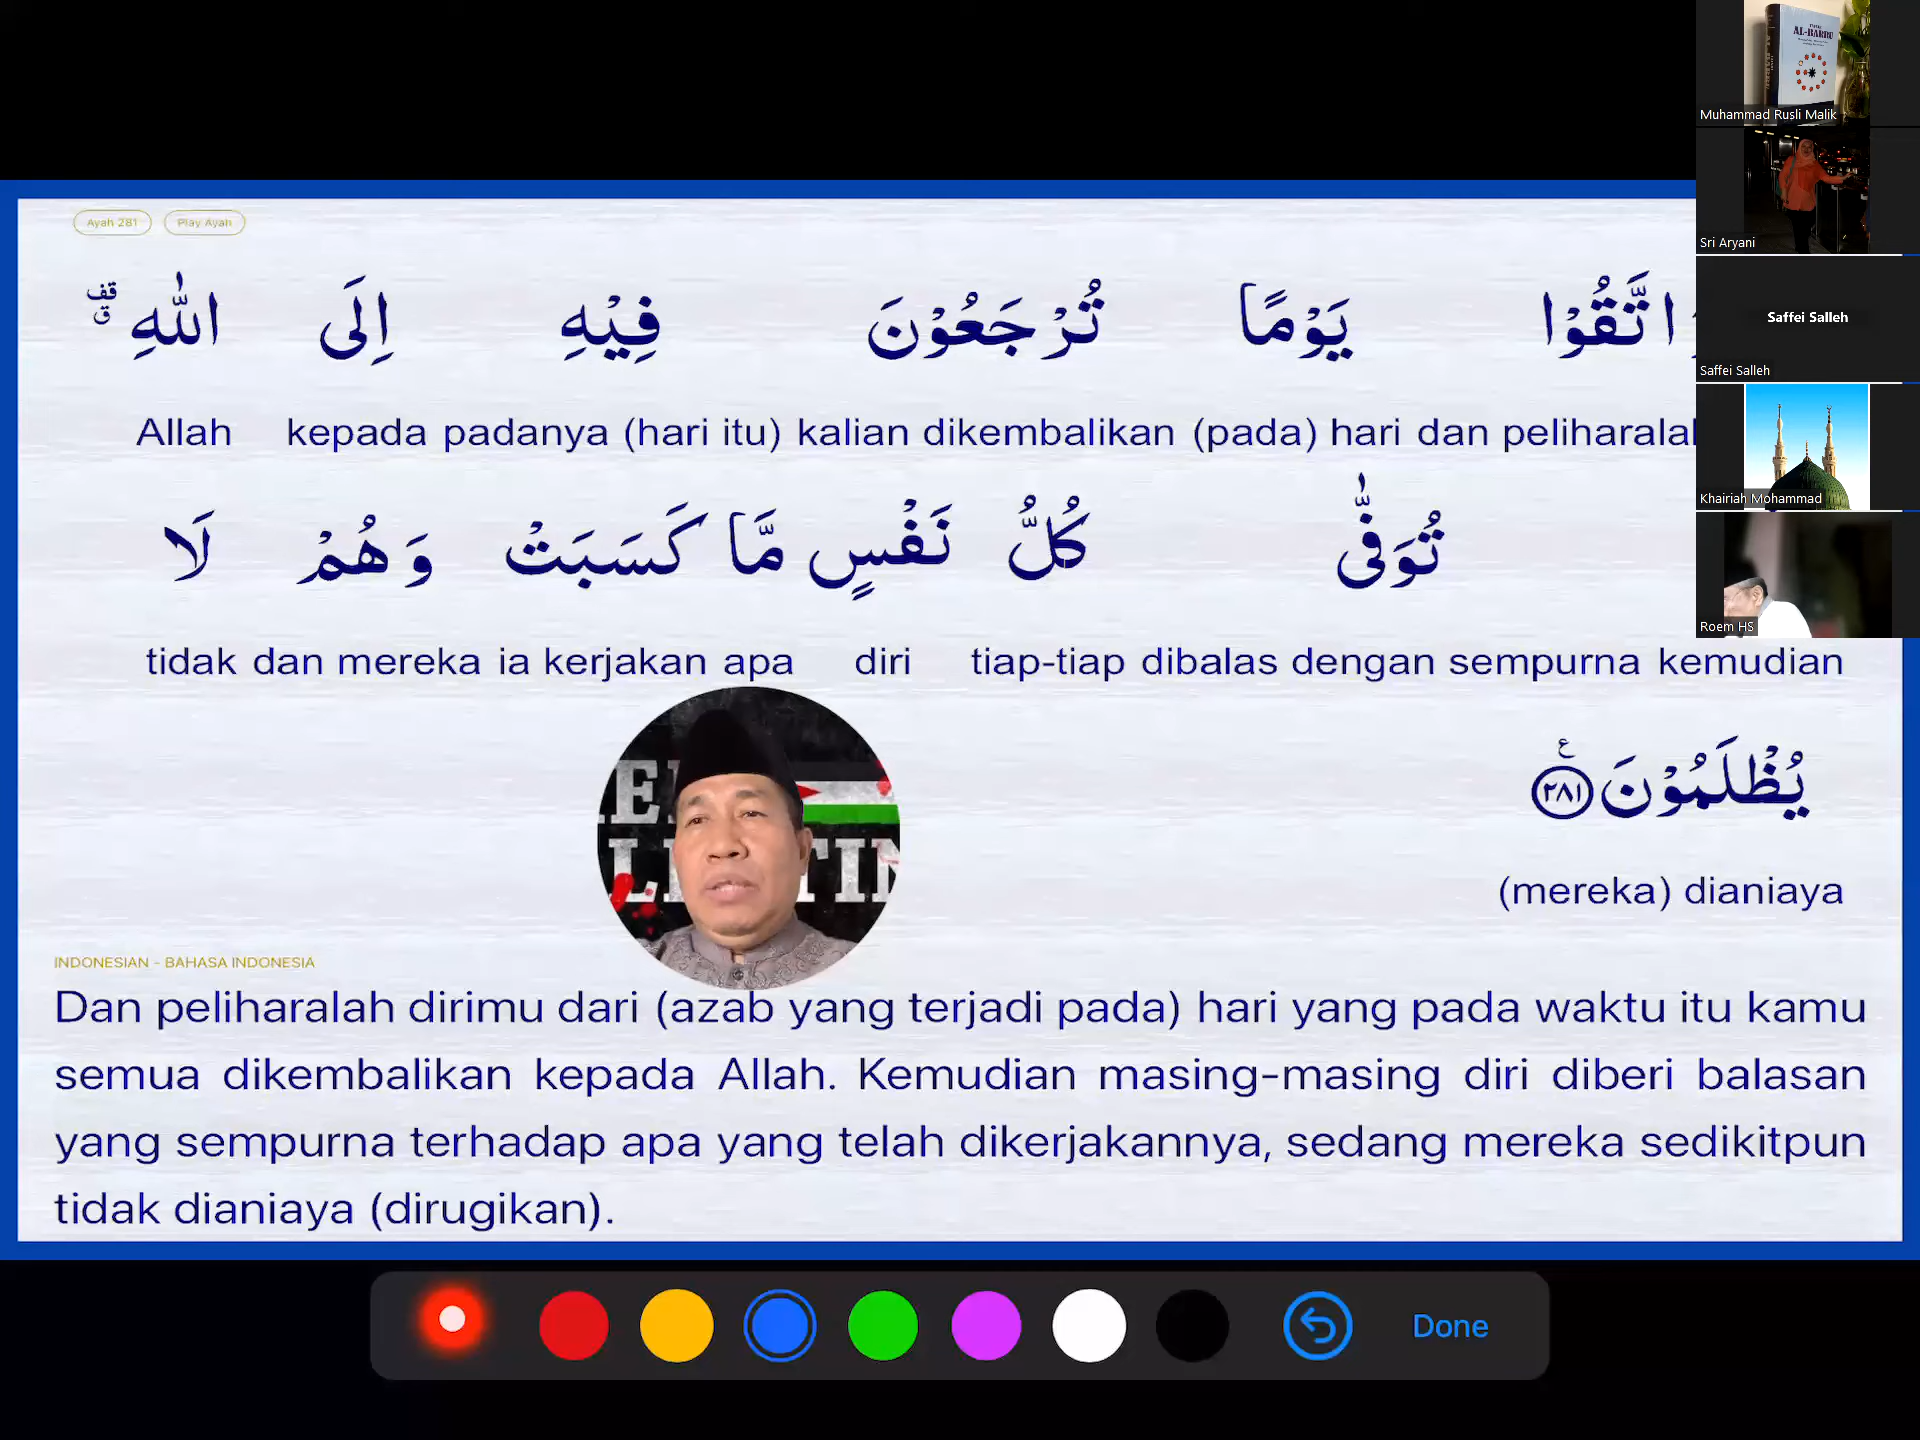 Ayah 281 Play Ayah
اتَّقُوْا يَوْمًا تُرْجَعُوْنَ فِيْهِ اِلَى اللّٰهِ ۗ
Allah kepada padanya (hari itu) kalian dikembalikan (pada) hari dan
تُوَفّٰى كُلُّ نَفْسٍ مَّا كَسَبَتْ وَهُمْ لَا
tidak dan mereka ia kerjakan apa diri tiap-tiap dibalas dengan sempurna kemudian
يُظْلَمُوْنَ ٢٨١ ع
(mereka) dianiaya
INDONESIAN - BAHASA INDONESIA
Dan peliharalah dirimu dari (azab yang terjadi pada) hari yang pada waktu itu kamu
semua dikembalikan kepada Allah. Kemudian masing-masing diri diberi balasan
yang sempurna terhadap apa yang telah dikerjakannya, sedang mereka sedikitpun
tidak dianiaya (dirugikan).
AL-BARRU
Muhammad Rusli Malik
Sri Aryani
Saffei Salleh
Saffei Salleh
Khairiah Mohammad
Roem HS
Done